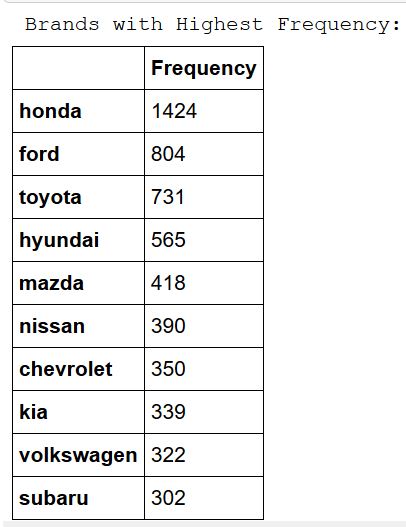 Brands with Highest Frequency:
Frequency
honda 1424
ford 804
toyota 731
hyundai 565
mazda 418
nissan 390
chevrolet 350
kia 339
volkswagen 322
subaru 302